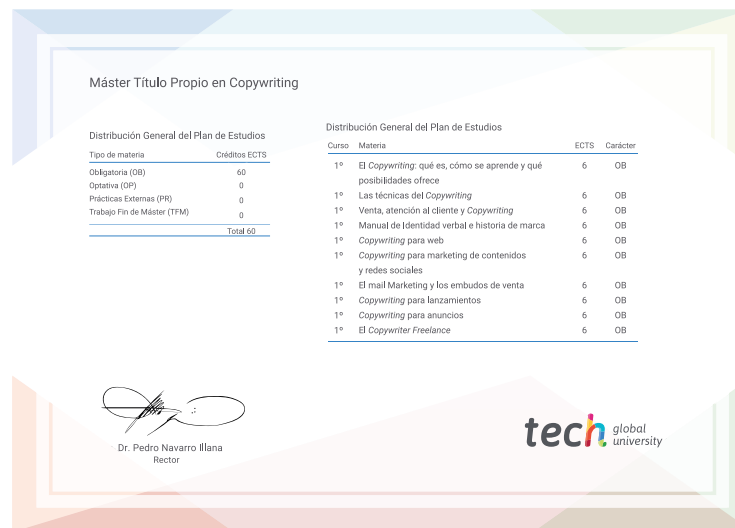 Máster Título Propio en Copywriting
Distribución General del Plan de Estudios
Tipo de materia Créditos ECTS
Obligatoria (OB) 60
Optativa (OP) 0
Prácticas Externas (PR) 0
Trabajo Fin de Máster (TFM) 0
Total 60
Distribución General del Plan de Estudios
Curso Materia ECTS Carácter
1º El Copywriting: qué es, cómo se aprende y qué 6 OB
posibilidades ofrece
1º Las técnicas del Copywriting 6 OB
1º Venta, atención al cliente y Copywriting 6 OB
1º Manual de Identidad verbal e historia de marca 6 OB
1º Copywriting para web 6 OB
1º Copywriting para marketing de contenidos 6 OB
y redes sociales
1º El mail Marketing y los embudos de venta 6 OB
1º Copywriting para lanzamientos 6 OB
1º Copywriting para anuncios 6 OB
1º El Copywriter Freelance 6 OB
Dr. Pedro Navarro Illana
Rector
tech global
university